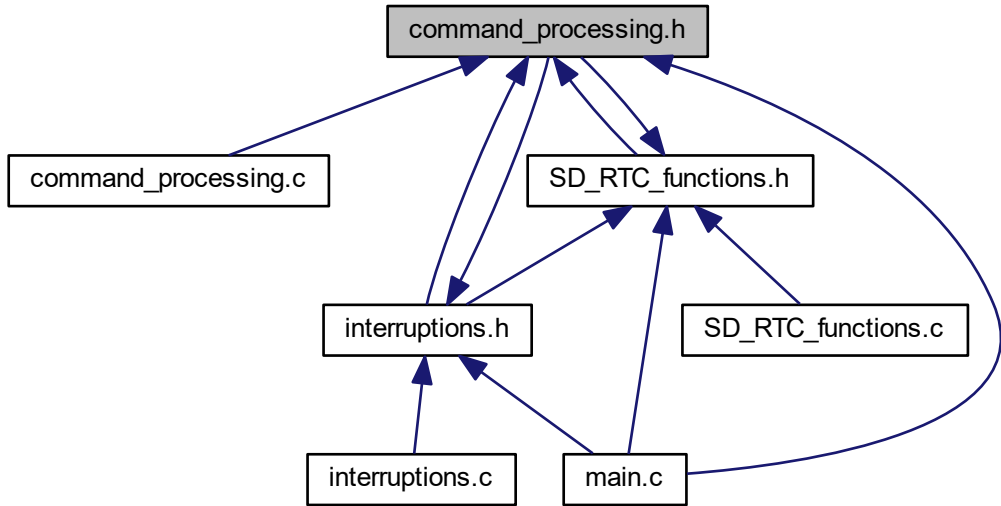 command_processing.h
command_processing.c
SD_RTC_functions.h
interruptions.h
SD_RTC_functions.c
interruptions.c
main.c